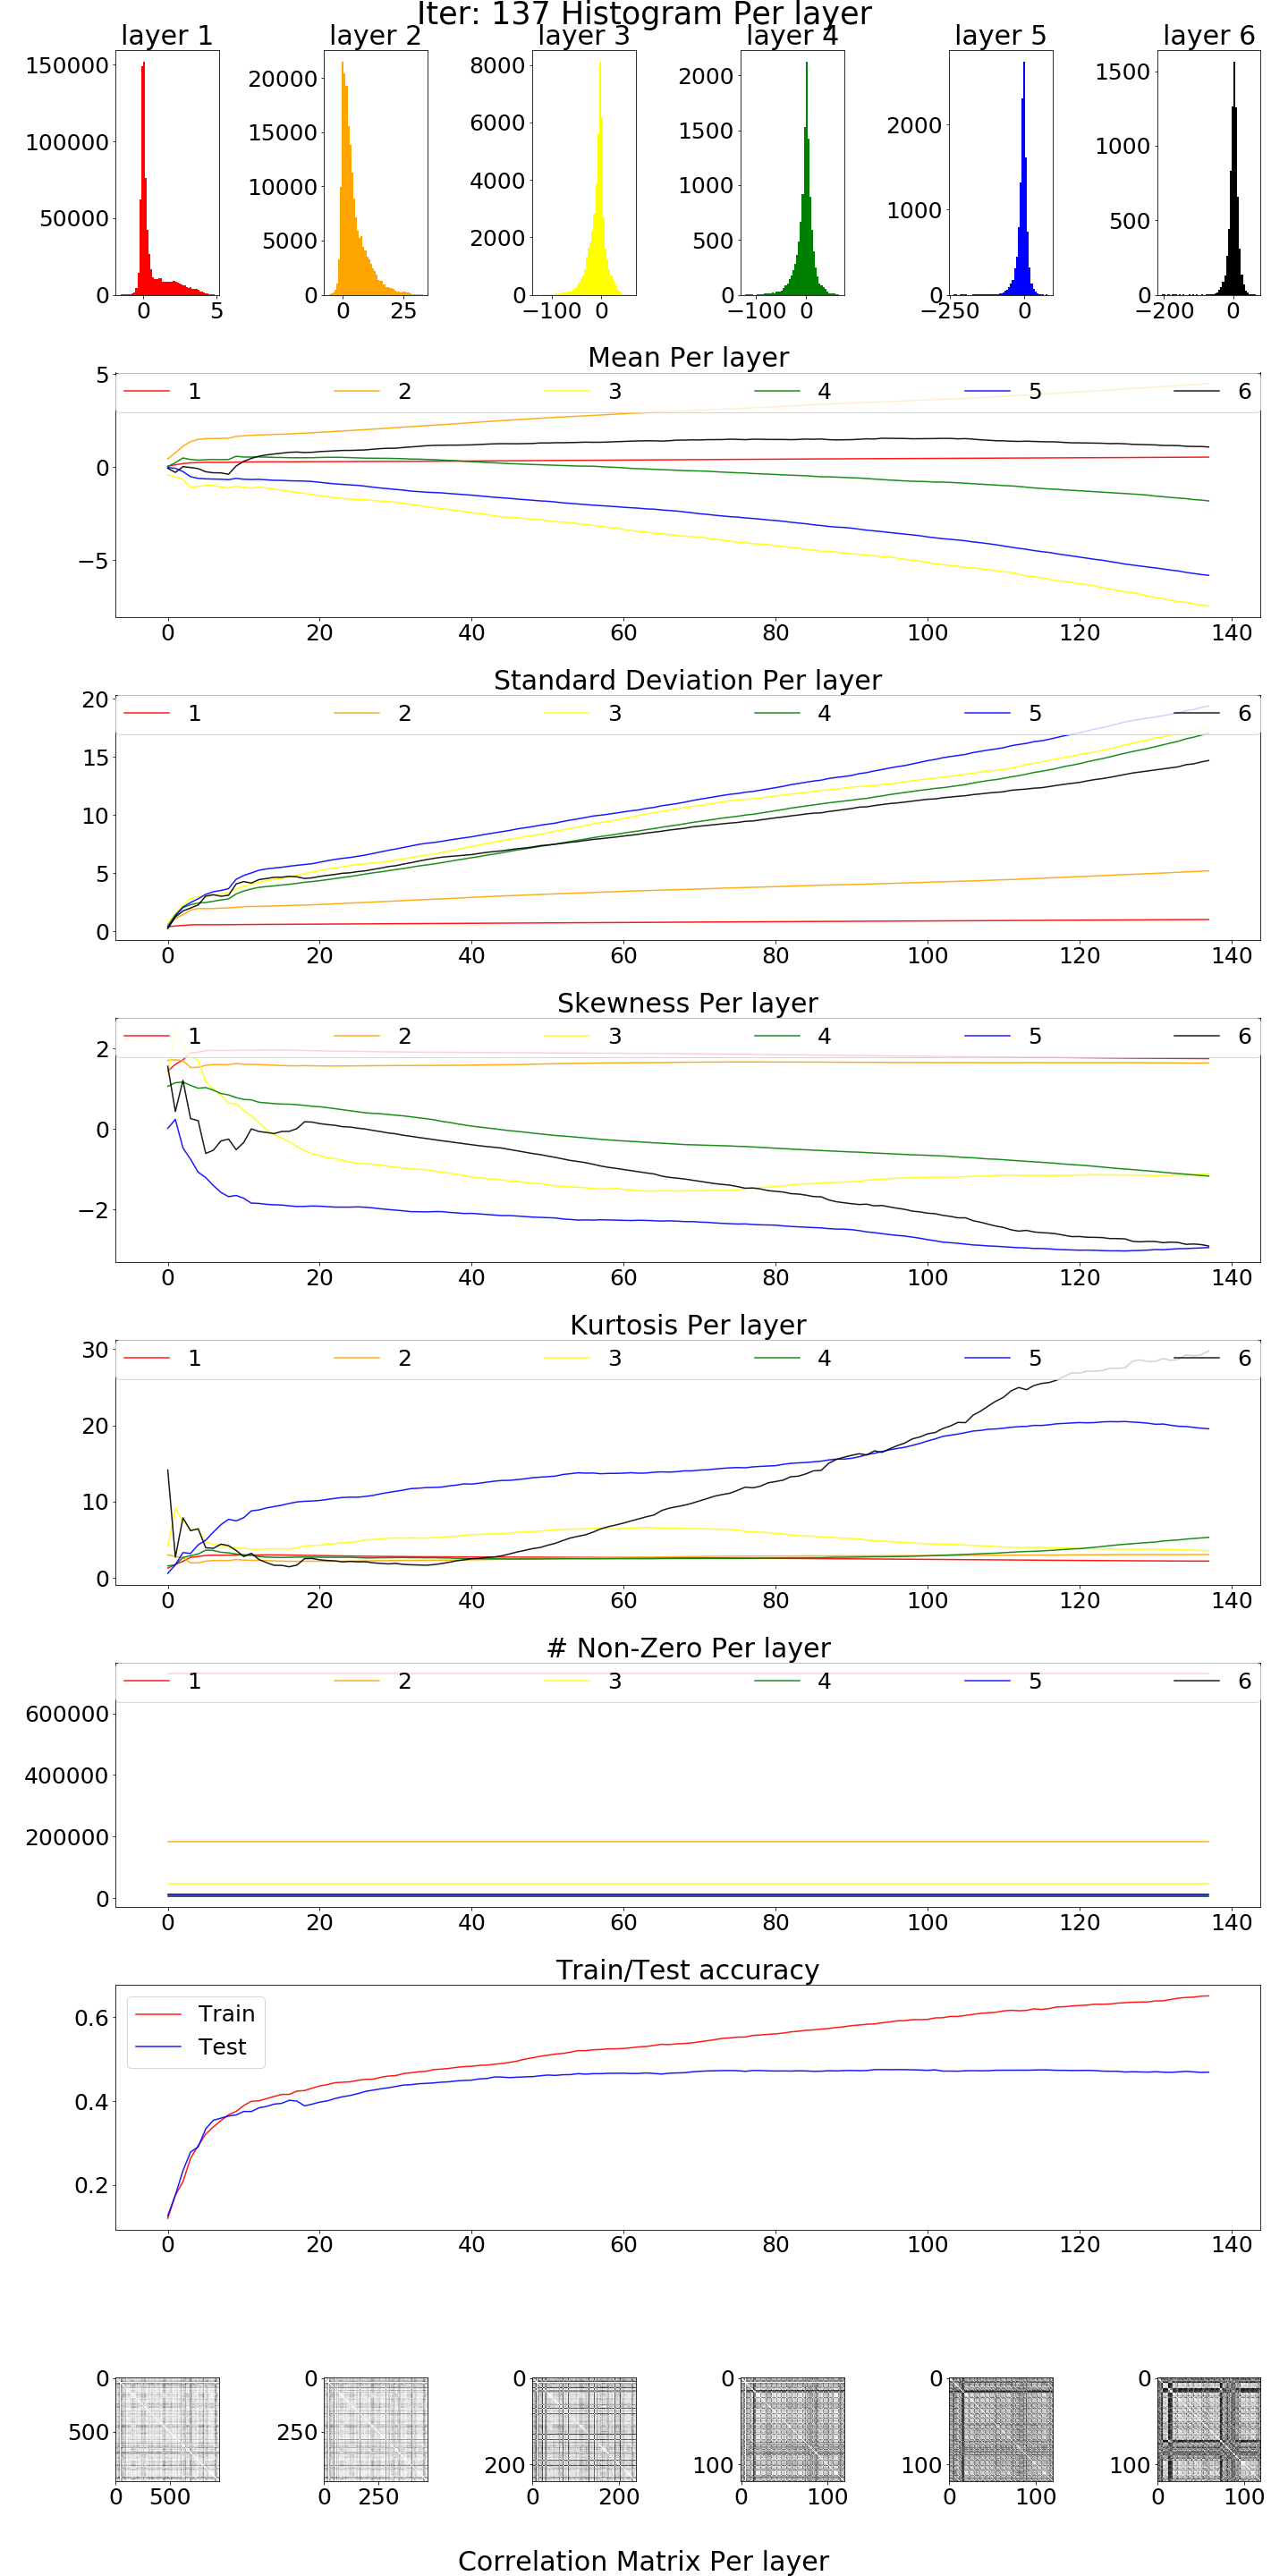 Iter: 137 Histogram Per layer
layer 1 layer 2 layer 3 layer 4 layer 5 layer 6
150000 100000 50000 0
0 5
20000 15000 10000 5000 0
0 25
8000 6000 4000 2000 0
−100 0
2000 1500 1000 500 0
−100 0
2000 1000 0
−250 0
1500 1000 500 0
−200 0
Mean Per layer
1 2 3 4 5 6
5
0
−5
0 20 40 60 80 100 120 140
Standard Deviation Per layer
1 2 3 4 5 6
20
15
10
5
0
0 20 40 60 80 100 120 140
Skewness Per layer
1 2 3 4 5 6
2
0
−2
0 20 40 60 80 100 120 140
Kurtosis Per layer
1 2 3 4 5 6
30
20
10
0
0 20 40 60 80 100 120 140
# Non-Zero Per layer
1 2 3 4 5 6
600000
400000
200000
0
0 20 40 60 80 100 120 140
Train/Test accuracy
Train
Test
0.6
0.4
0.2
0 20 40 60 80 100 120 140
0 0 0 0 0 0
500 250 200 100 100 100
0 500 0 250 0 200 0 100 0 100 0 100
Correlation Matrix Per layer